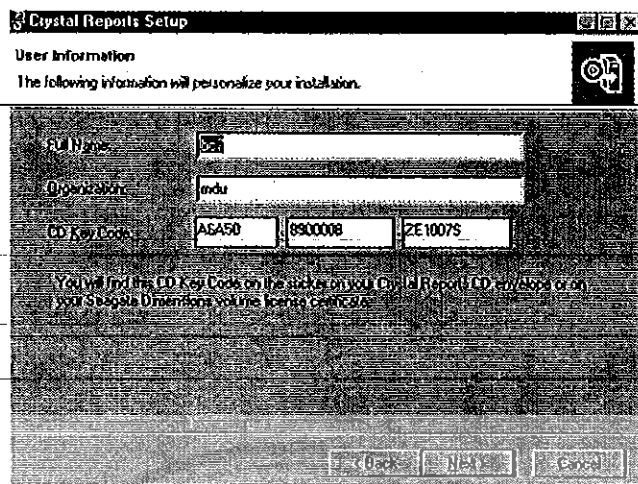 Crystal Reports Setup
User Information
The following information will personalize your installation.
Full Name:
Organization: mdu
CD Key Code: A6A50 8900008 ZE1007S
You will find this CD Key Code on the sticker on your Crystal Reports CD envelope or on
your Seagate Dimentions volume license certificate.
< Back Next > Cancel